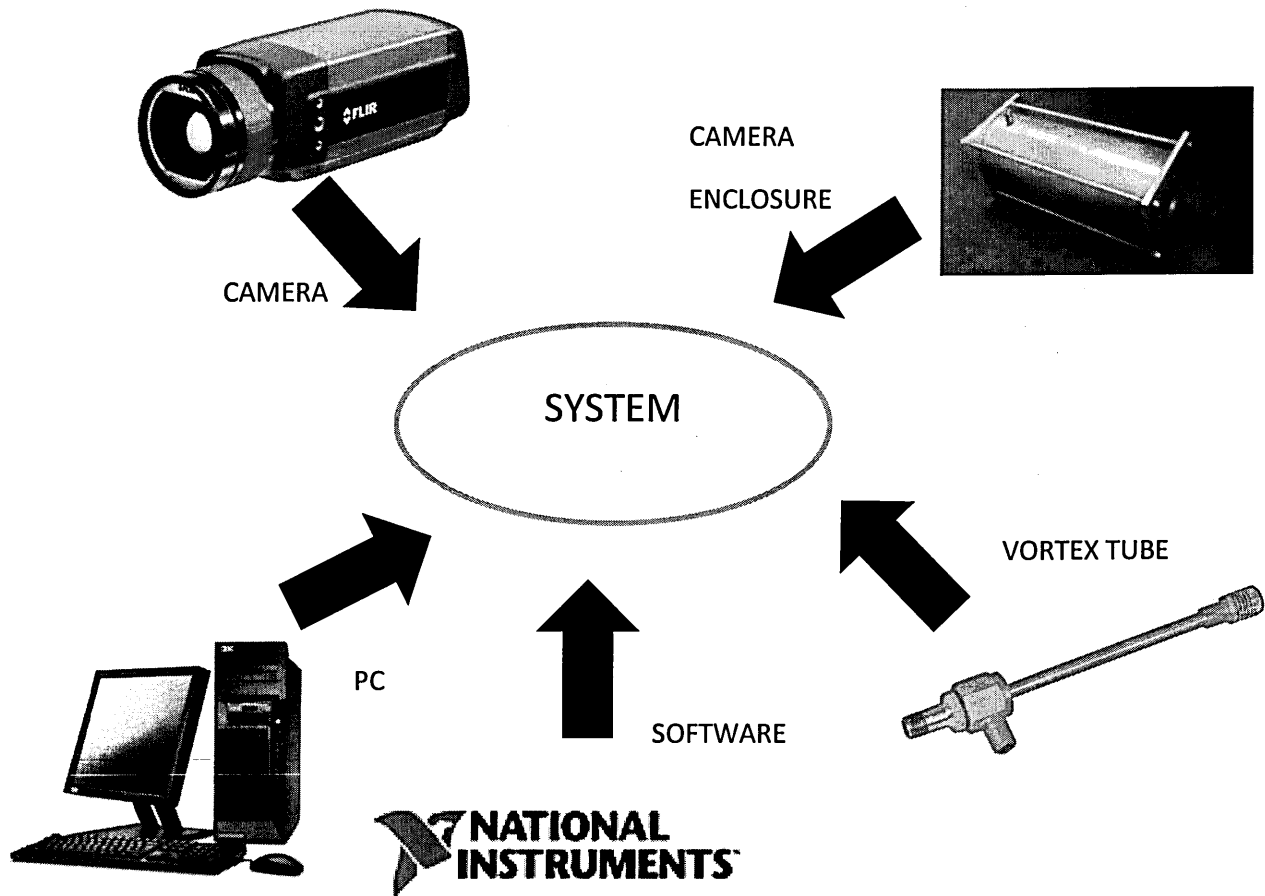 FLIR
CAMERA
ENCLOSURE
CAMERA
SYSTEM
VORTEX TUBE
PC
SOFTWARE
NATIONAL
INSTRUMENTS